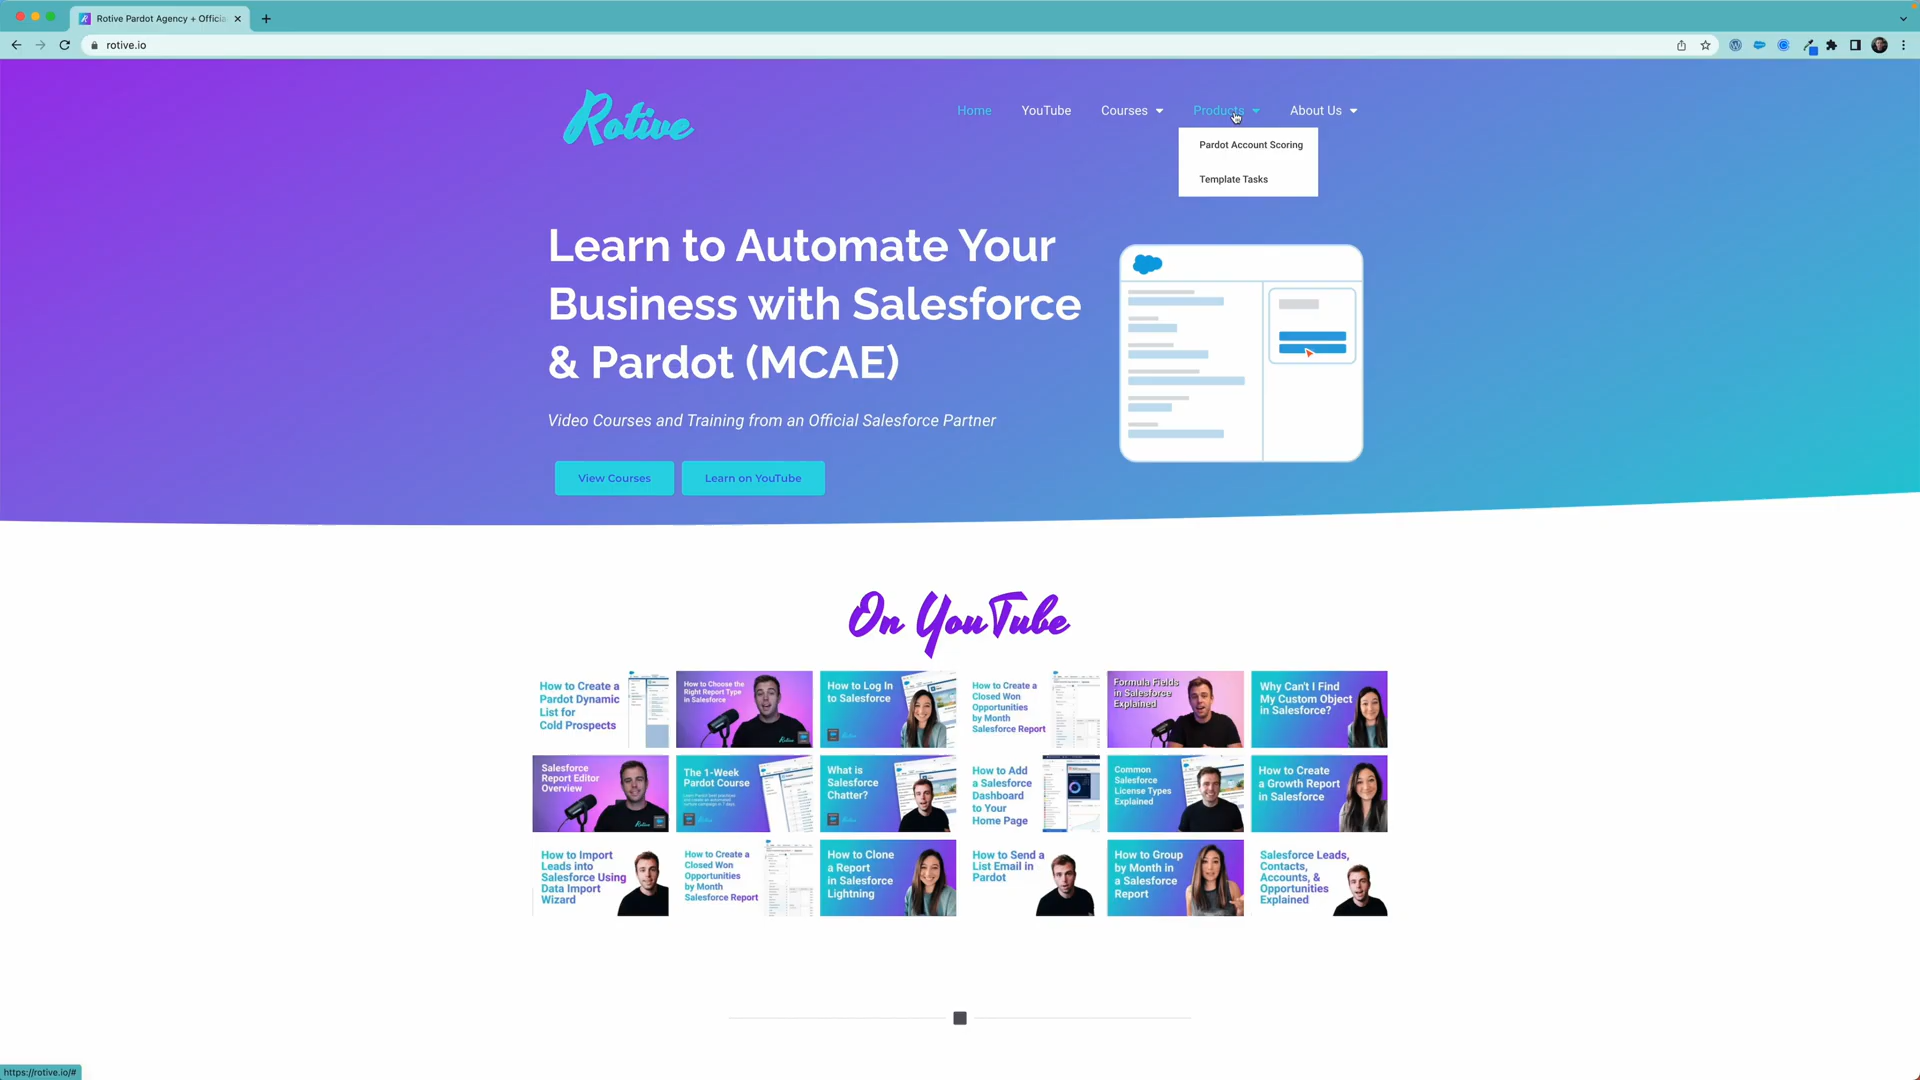 Rotive Pardot Agency + Officia
rotive.io
Rotive
Home
YouTube
Courses
Products
About Us
Pardot Account Scoring
Template Tasks
Learn to Automate Your
Business with Salesforce
& Pardot (MCAE)
Video Courses and Training from an Official Salesforce Partner
View Courses
Learn on YouTube
On YouTube
How to Create a
Pardot Dynamic
List for
Cold Prospects
How to Choose the
Right Report Type
in Salesforce
Rotive
How to Log In
to Salesforce
How to Create a
Closed Won
Opportunities
by Month
Salesforce Report
Formula Fields
in Salesforce
Explained
Why Can't I Find
My Custom Object
in Salesforce?
Salesforce
Report Editor
Overview
Rotive
The 1-Week
Pardot Course
Rotive
What is
Salesforce
Chatter?
Rotive
How to Add
a Salesforce
Dashboard
to Your
Home Page
Common
Salesforce
License Types
Explained
How to Create
a Growth Report
in Salesforce
How to Import
Leads into
Salesforce Using
Data Import
Wizard
How to Create a
Closed Won
Opportunities
by Month
Salesforce Report
How to Clone
a Report
in Salesforce
Lightning
How to Send a
List Email in
Pardot
How to Group
by Month in
a Salesforce
Report
Salesforce Leads,
Contacts,
Accounts, &
Opportunities
Explained
https://rotive.io/#